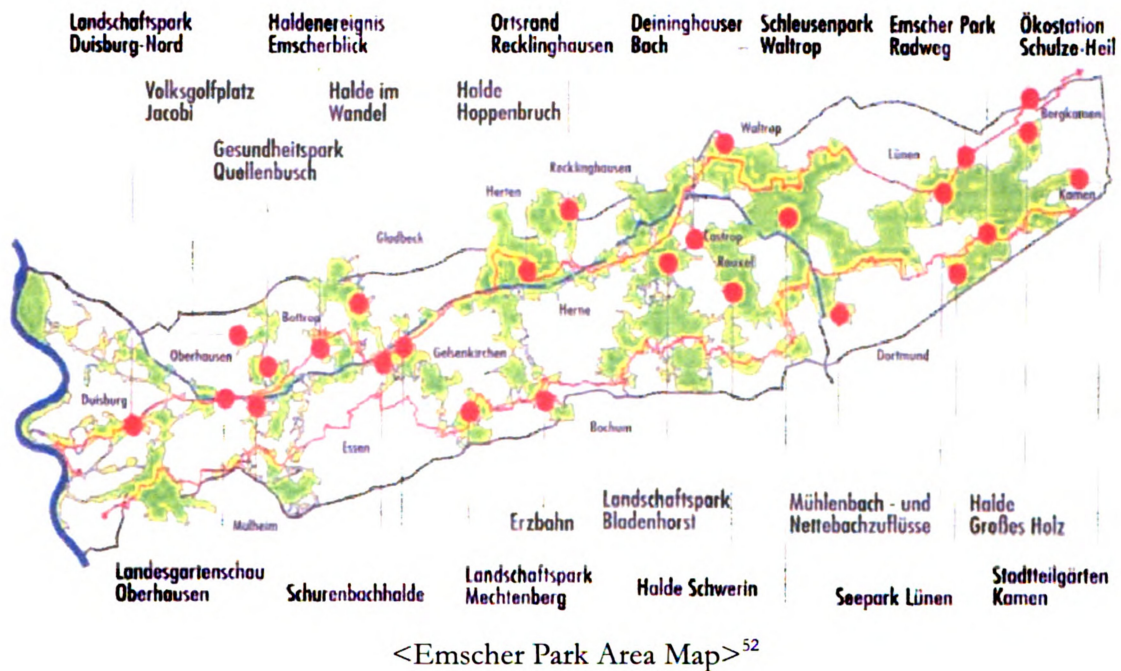 Landschaftspark
Duisburg-Nord
Haldenereignis
Emscherblick
Ortsrand
Recklinghausen
Deininghauser
Bach
Schleusenpark
Waltrop
Emscher Park
Radweg
Ökostation
Schulze-Heil
Volksgolfplatz
Jacobi
Halde im
Wandel
Halde
Hoppenbruch
Gesundheitspark
Quellenbusch
Waltrop
Bergkamen
Lünen
Recklinghausen
Herten
Kamen
Gladbeck
Castrop
Rauxel
Herne
Bottrop
Oberhausen
Gelsenkirchen
Dortmund
Duisburg
Bochum
Essen
Mulheim
Landschaftspark
Bladenhorst
Mühlenbach - und
Nettebachzuflüsse
Halde
Großes Holz
Erzbahn
Landesgartenschau
Oberhausen
Schurenbachhalde
Landschaftspark
Mechtenberg
Halde Schwerin
Seepark Lünen
Stadtteilgärten
Kamen
<Emscher Park Area Map>52